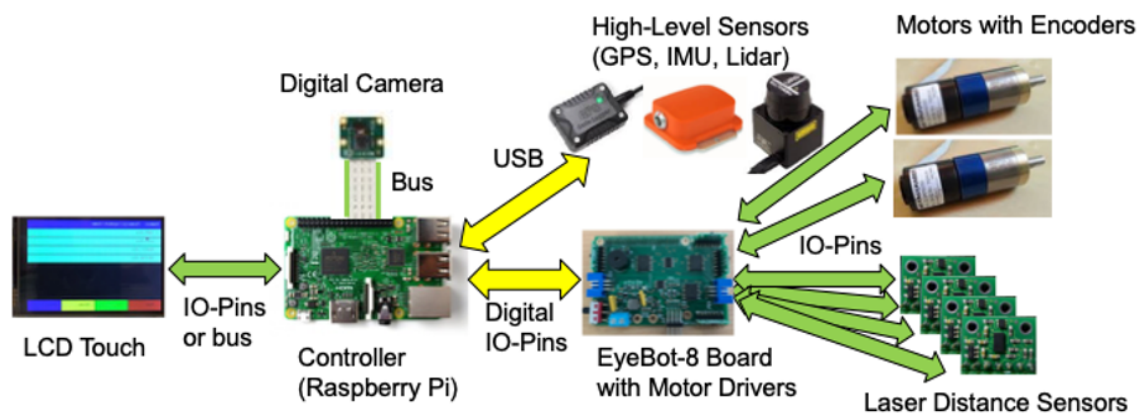 High-Level Sensors
(GPS, IMU, Lidar)
Motors with Encoders
Digital Camera
USB
Bus
IO-Pins
IO-Pins
or bus
Digital
IO-Pins
LCD Touch
Controller
(Raspberry Pi)
EyeBot-8 Board
with Motor Drivers
Laser Distance Sensors